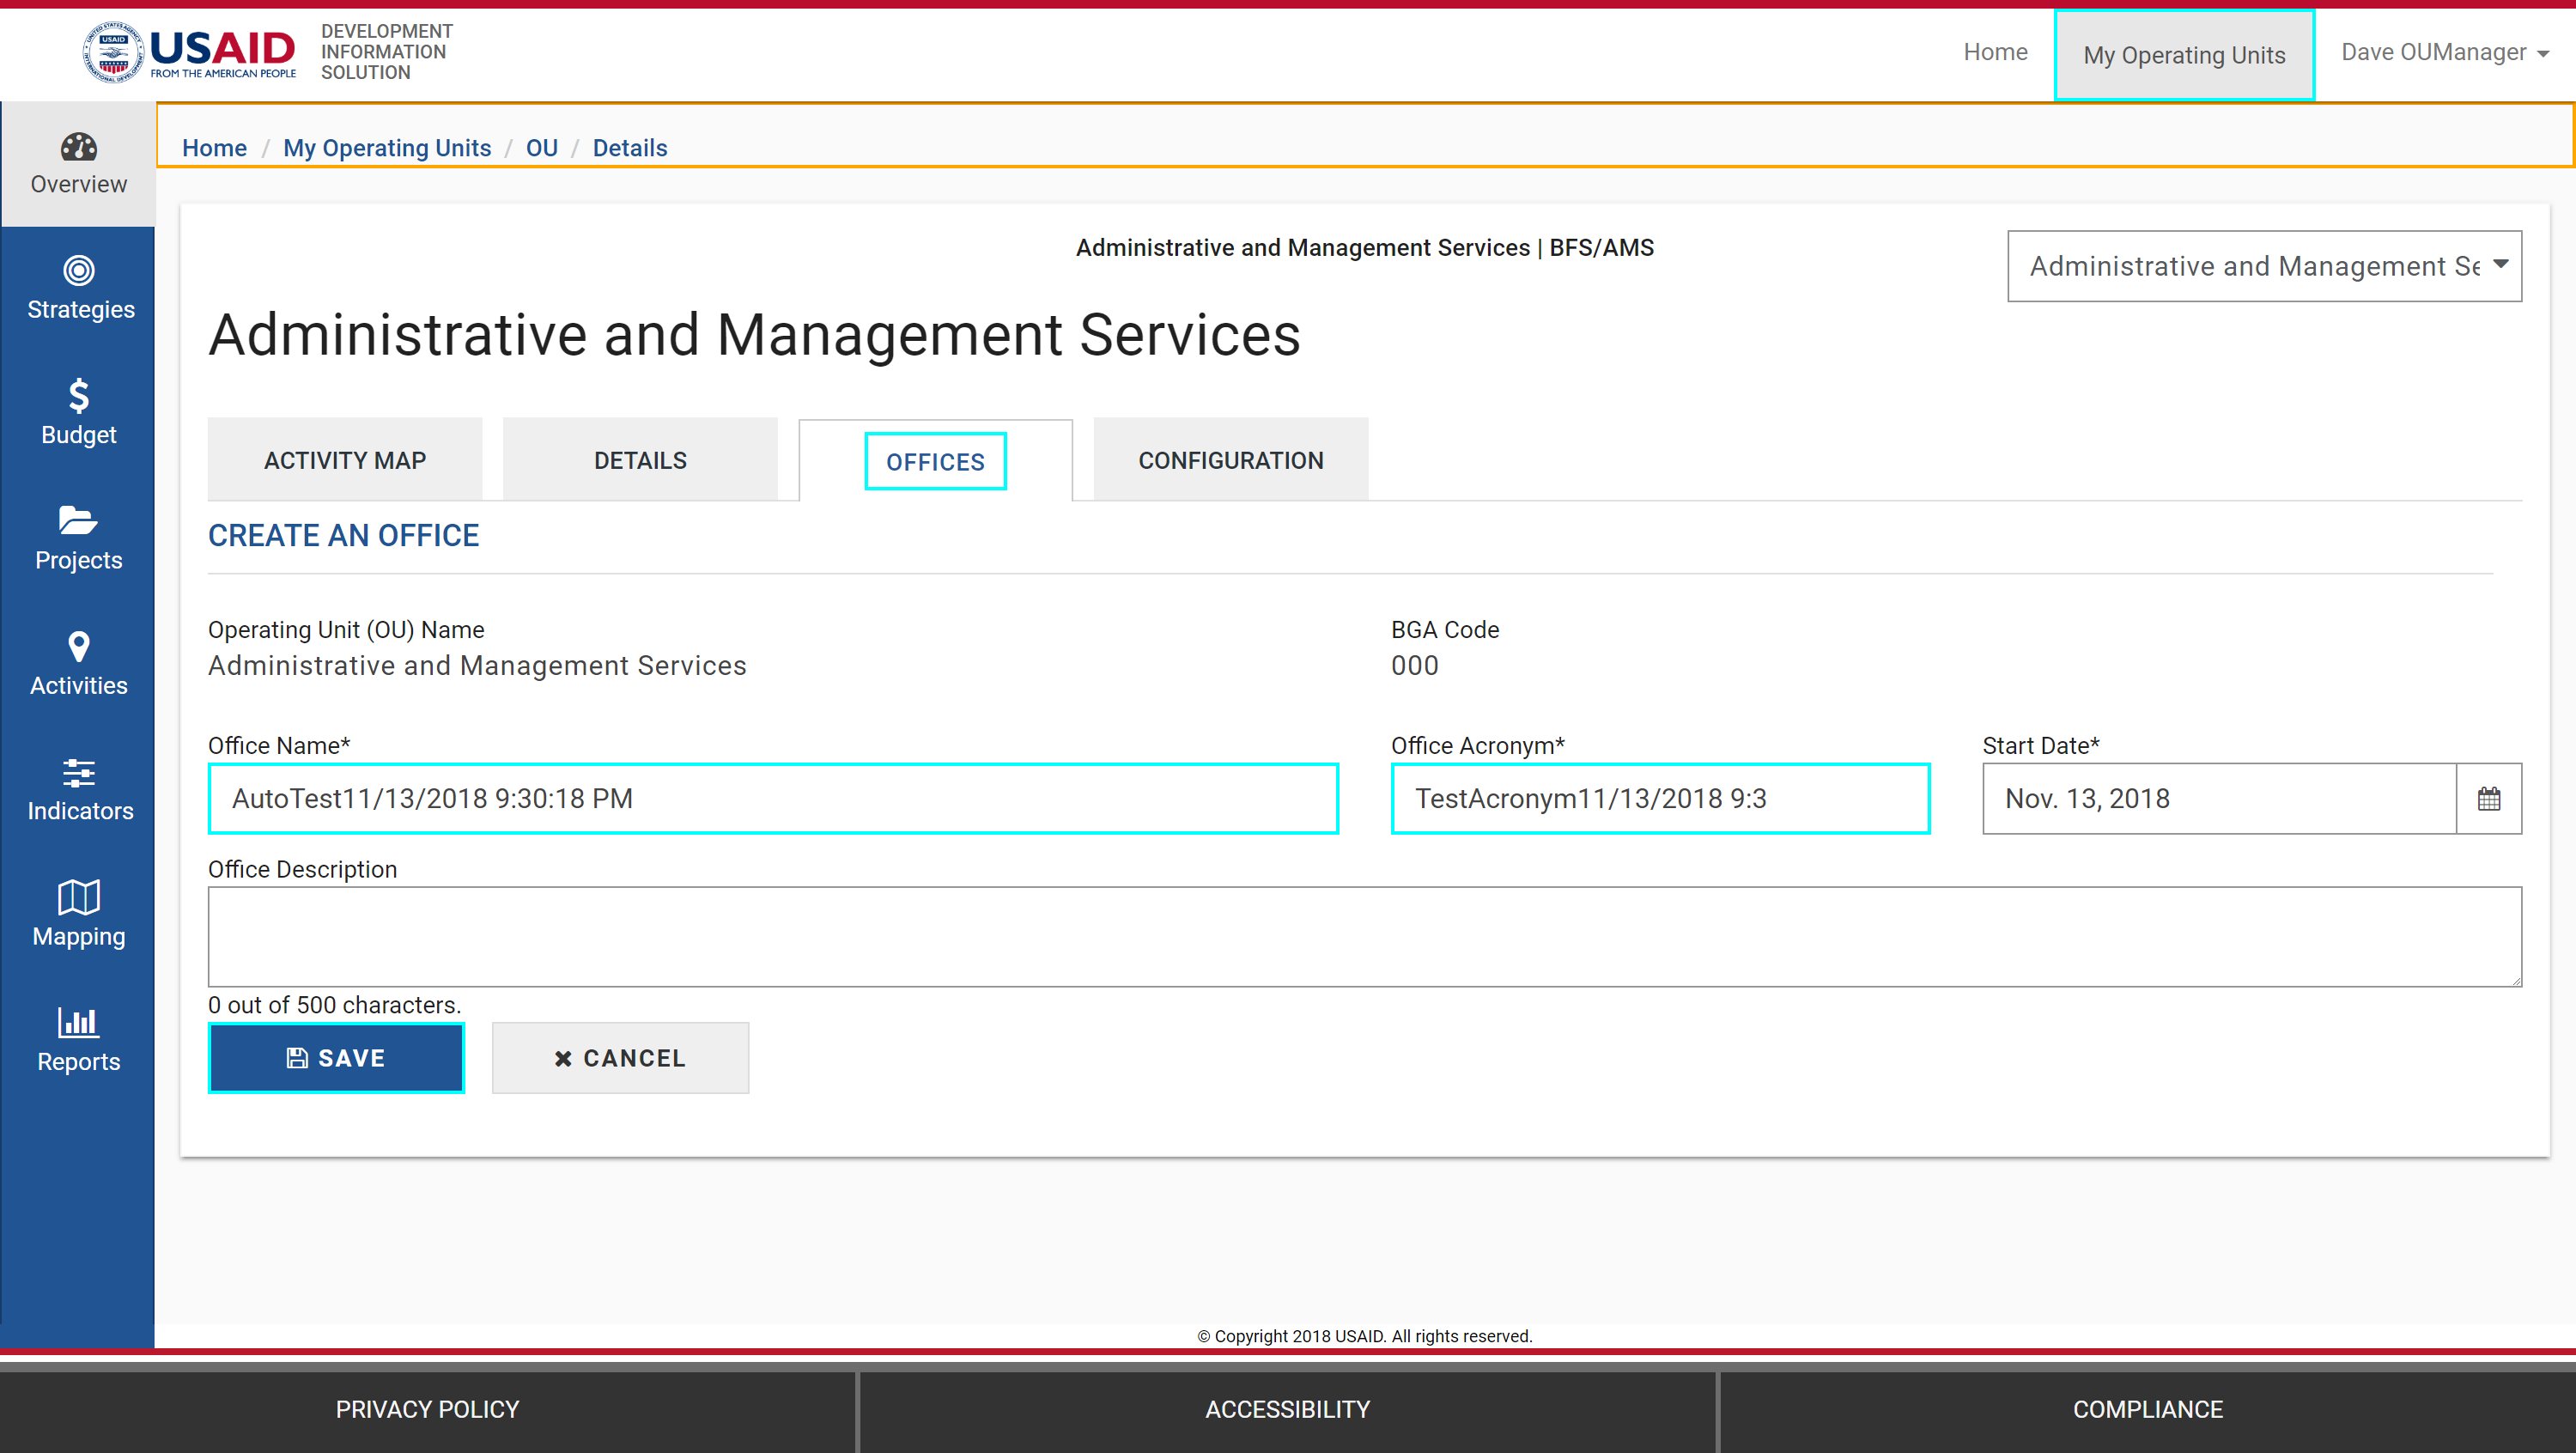 USAID
FROM THE AMERICAN PEOPLE
DEVELOPMENT
INFORMATION
SOLUTION
Home
My Operating Units
Dave OUManager
Home / My Operating Units / OU / Details
Overview
Strategies
Budget
Projects
Activities
Indicators
Mapping
Reports
Administrative and Management Services | BFS/AMS
Administrative and Management Se
Administrative and Management Services
ACTIVITY MAP
DETAILS
OFFICES
CONFIGURATION
CREATE AN OFFICE
Operating Unit (OU) Name
BGA Code
Administrative and Management Services
000
Office Name*
Office Acronym*
Start Date*
AutoTest11/13/2018 9:30:18 PM
TestAcronym11/13/2018 9:3
Nov. 13, 2018
Office Description
0 out of 500 characters.
SAVE
CANCEL
© Copyright 2018 USAID. All rights reserved.
PRIVACY POLICY
ACCESSIBILITY
COMPLIANCE